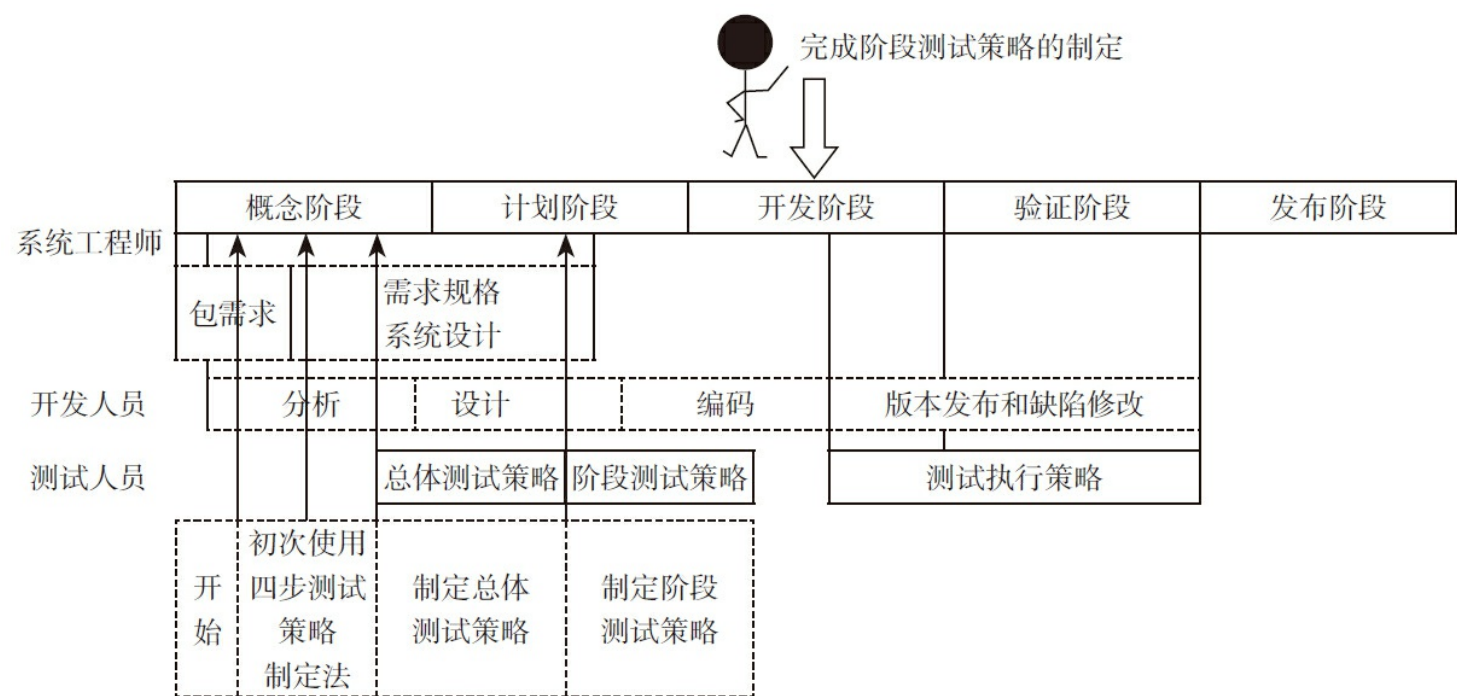 完成阶段测试策略的制定
概念阶段 计划阶段 开发阶段 验证阶段 发布阶段
系统工程师
包需求
需求规格
系统设计
开发人员 分析 设计 编码 版本发布和缺陷修改
测试人员 总体测试策略 阶段测试策略 测试执行策略
开
始
初次使用
四步测试
策略
制定法
制定总体
测试策略
制定阶段
测试策略